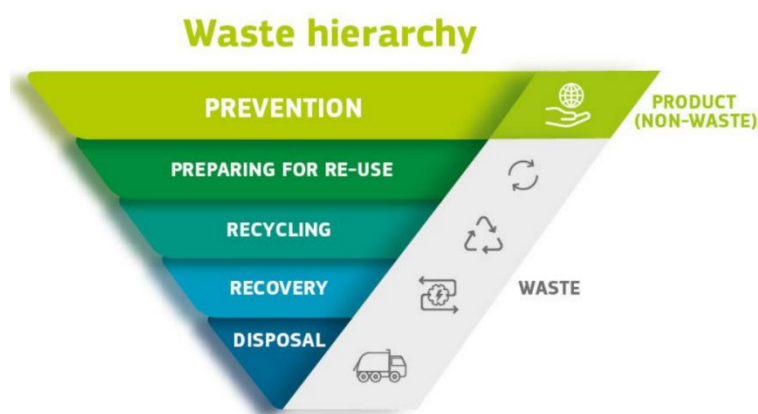 Waste hierarchy
PREVENTION
PRODUCT
(NON-WASTE)
PREPARING FOR RE-USE
RECYCLING
RECOVERY
WASTE
DISPOSAL